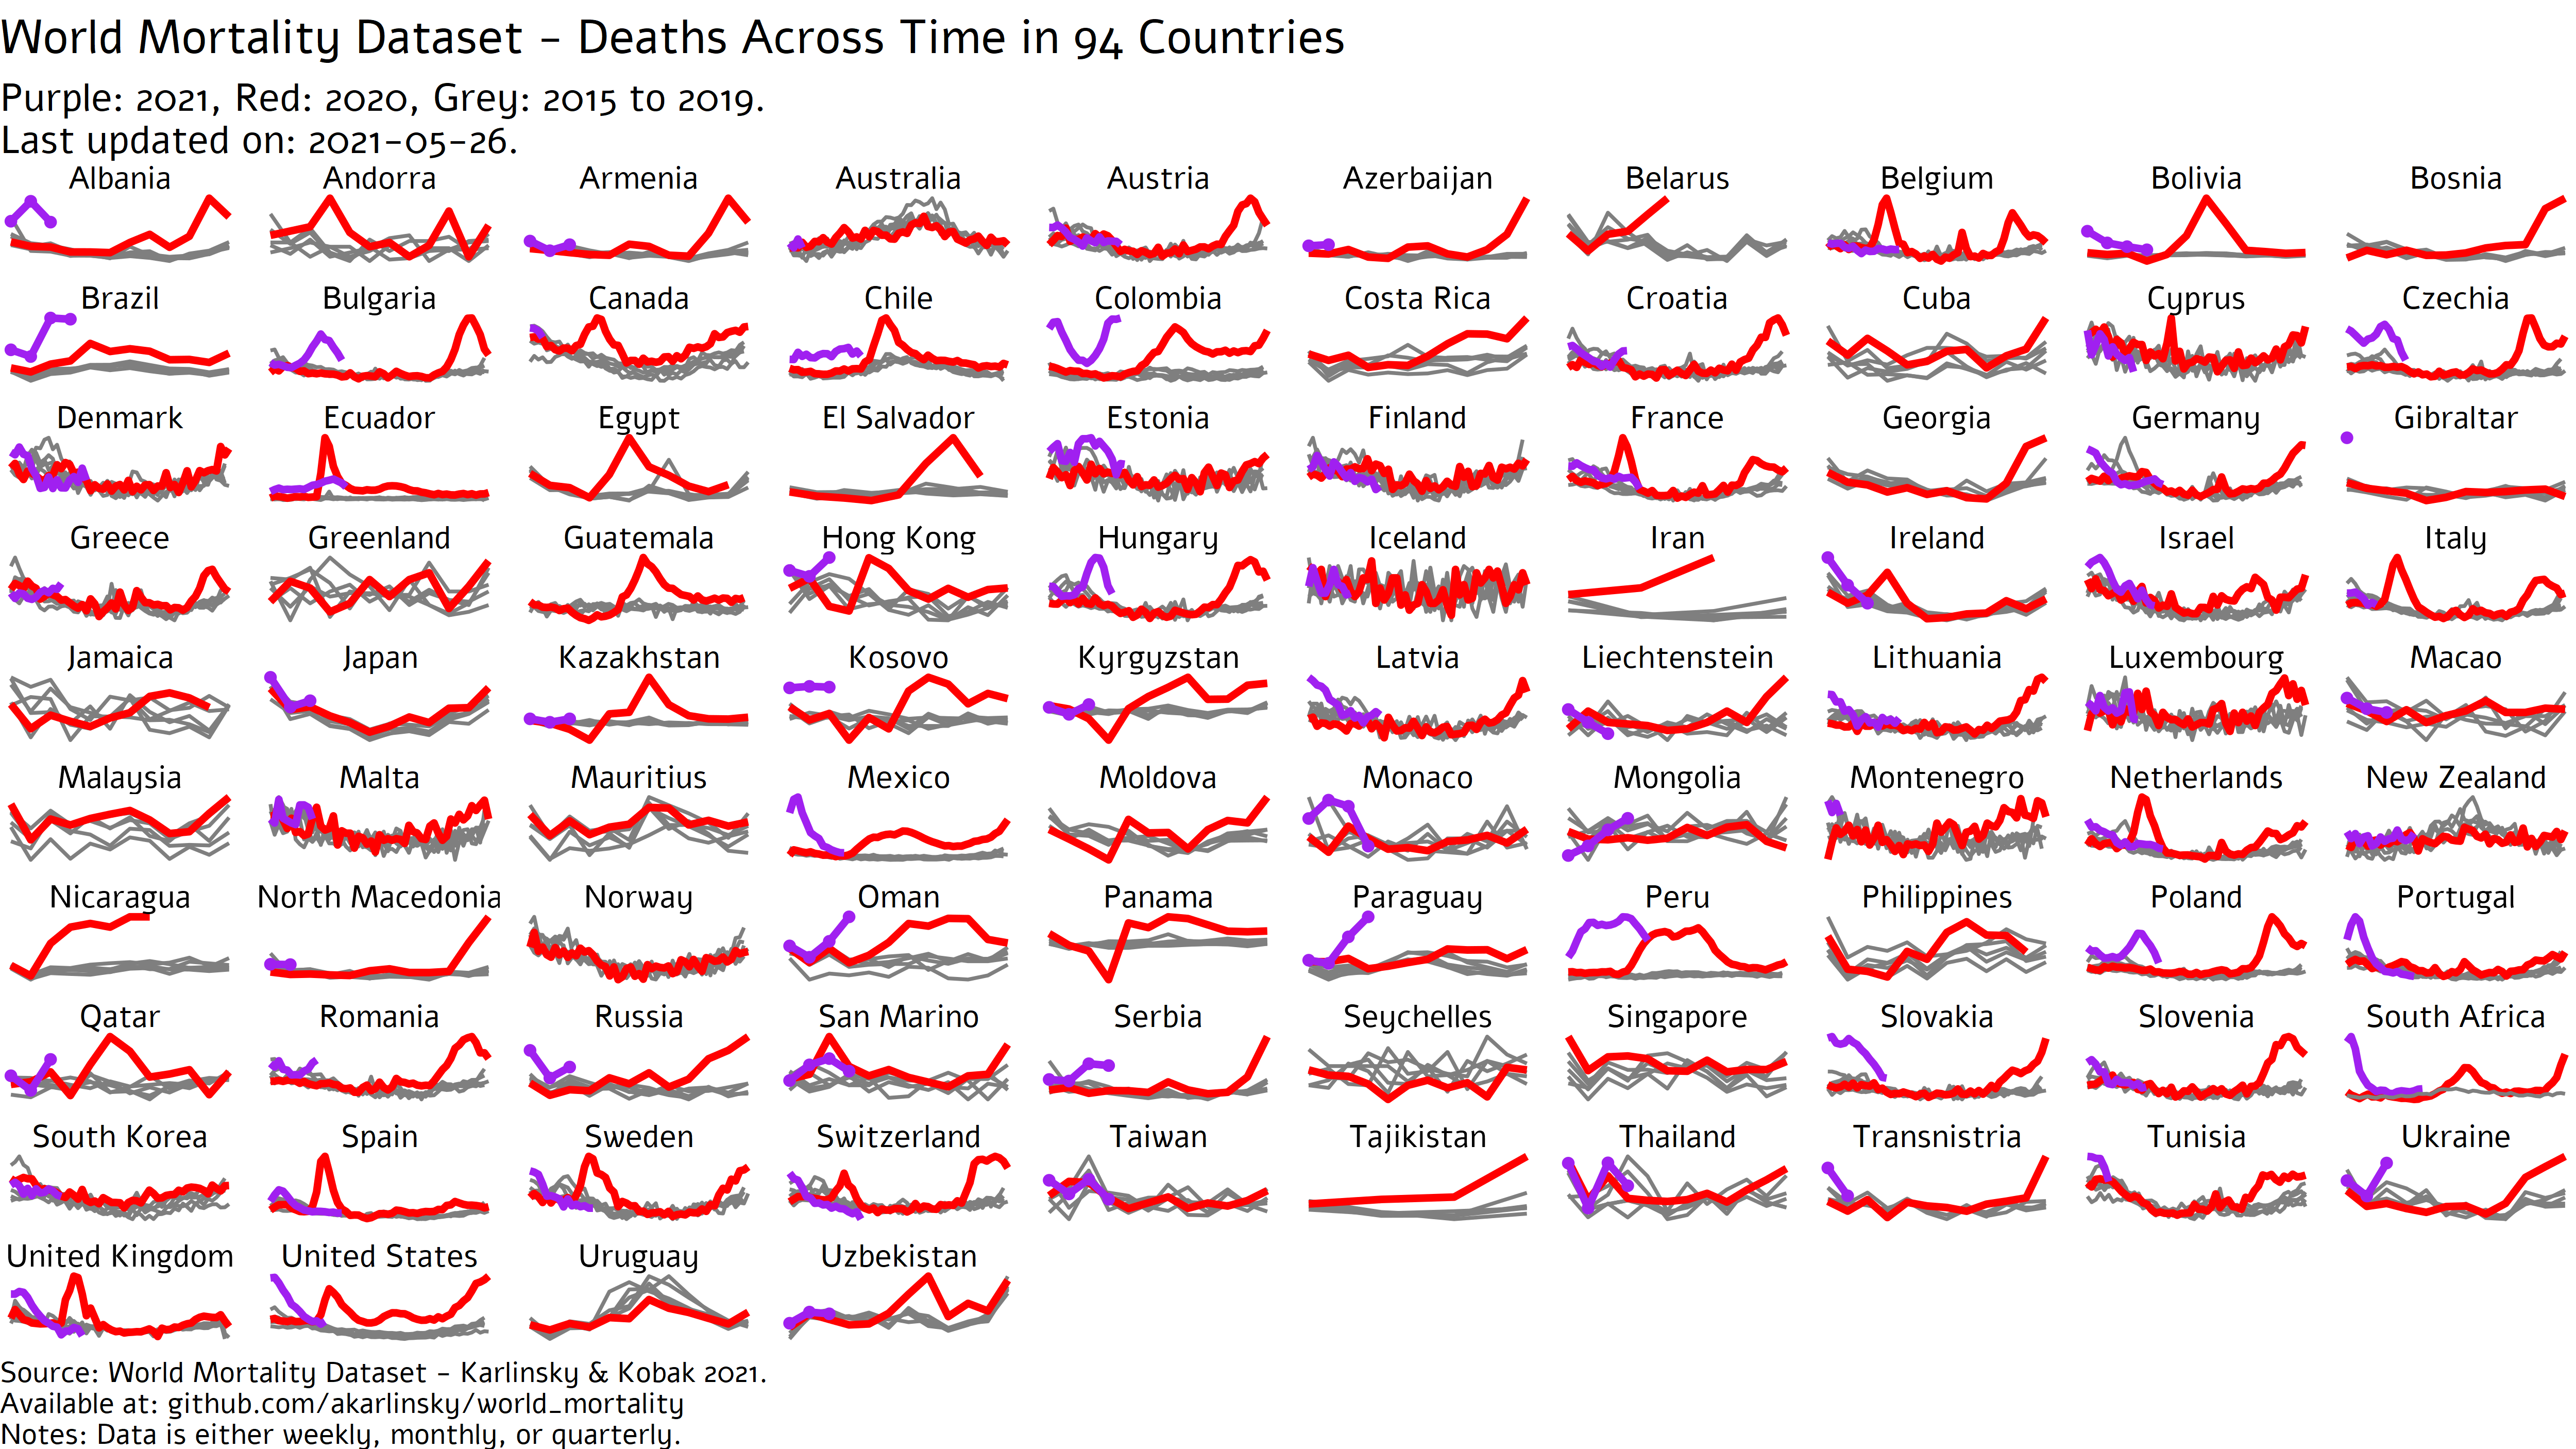 World Mortality Dataset - Deaths Across Time in 94 Countries
Purple: 2021, Red: 2020, Grey: 2015 to 2019.
Last updated on: 2021-05-26.
Albania Andorra Armenia Australia Austria Azerbaijan Belarus Belgium Bolivia Bosnia
Brazil Bulgaria Canada Chile Colombia Costa Rica Croatia Cuba Cyprus Czechia
Denmark Ecuador Egypt El Salvador Estonia Finland France Georgia Germany Gibraltar
Greece Greenland Guatemala Hong Kong Hungary Iceland Iran Ireland Israel Italy
Jamaica Japan Kazakhstan Kosovo Kyrgyzstan Latvia Liechtenstein Lithuania Luxembourg Macao
Malaysia Malta Mauritius Mexico Moldova Monaco Mongolia Montenegro Netherlands New Zealand
Nicaragua North Macedonia Norway Oman Panama Paraguay Peru Philippines Poland Portugal
Qatar Romania Russia San Marino Serbia Seychelles Singapore Slovakia Slovenia South Africa
South Korea Spain Sweden Switzerland Taiwan Tajikistan Thailand Transnistria Tunisia Ukraine
United Kingdom United States Uruguay Uzbekistan
Source: World Mortality Dataset - Karlinsky & Kobak 2021.
Available at: github.com/akarlinsky/world_mortality
Notes: Data is either weekly, monthly, or quarterly.